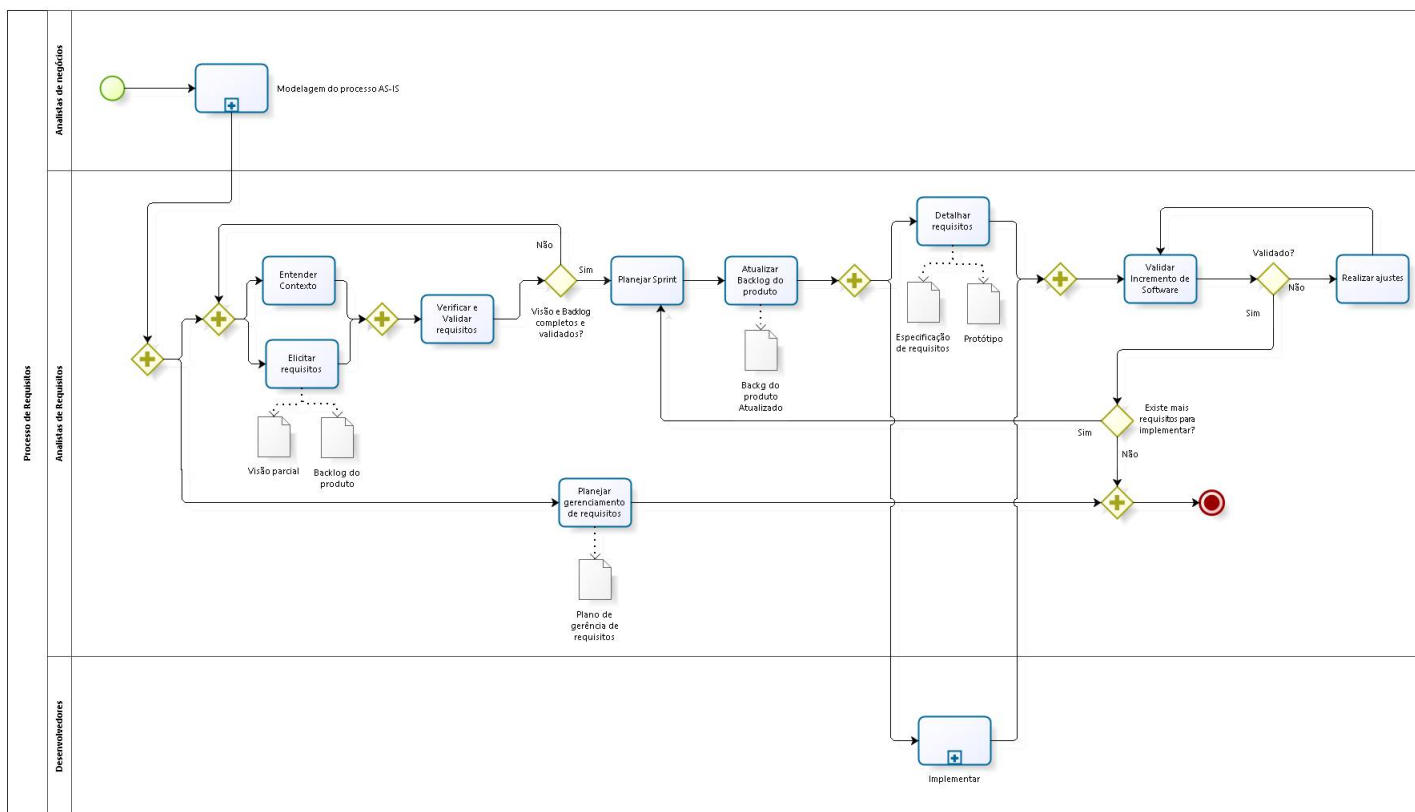 Processo de Requisitos
Analistas de negócios
Modelagem do processo AS-IS
Analistas de Requisitos
Entender
Contexto
Elicitar
requisitos
Visão parcial
Backlog do
produto
Verificar e
Validar
requisitos
Não
Sim
Visão e Backlog
completos e
validados?
Planejar Sprint
Atualizar
Backlog do
produto
Backg do
produto
Atualizado
Detalhar
requisitos
Especificação
de requisitos
Protótipo
Validar
Incremento de
Software
Validado?
Não
Sim
Realizar ajustes
Existe mais
requisitos para
implementar?
Sim
Não
Planejar
gerenciamento
de requisitos
Plano de
gerência de
requisitos
Desenvolvedores
Implementar